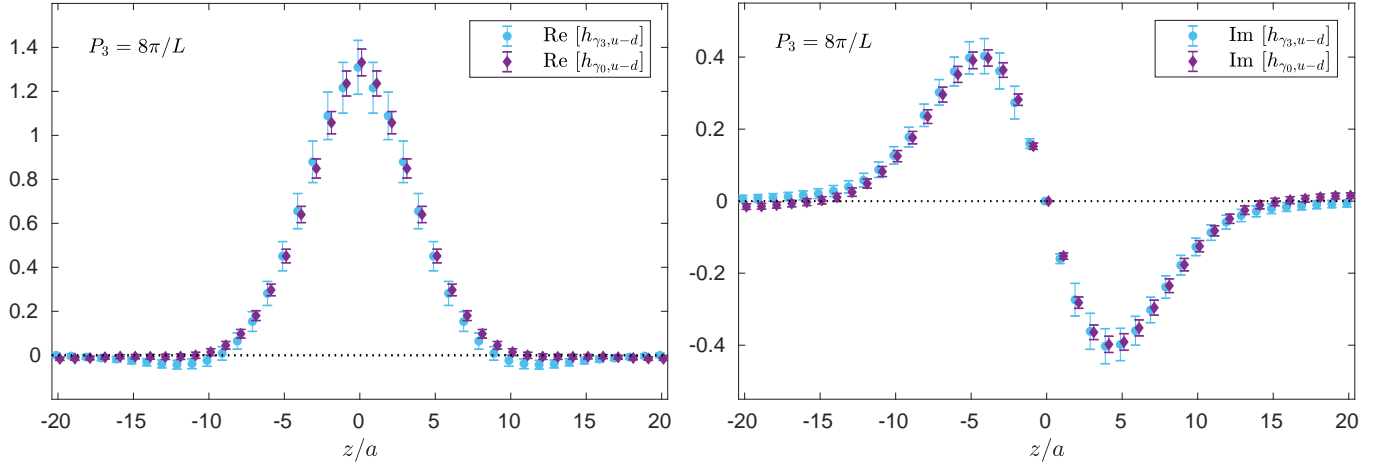 P₃ = 8π/L
Re [hγ₃,u−d]
Re [hγ₀,u−d]
1.4
1.2
1
0.8
0.6
0.4
0.2
0
-20 -15 -10 -5 0 5 10 15 20
z/a
P₃ = 8π/L
Im [hγ₃,u−d]
Im [hγ₀,u−d]
0.4
0.2
0
-0.2
-0.4
-20 -15 -10 -5 0 5 10 15 20
z/a